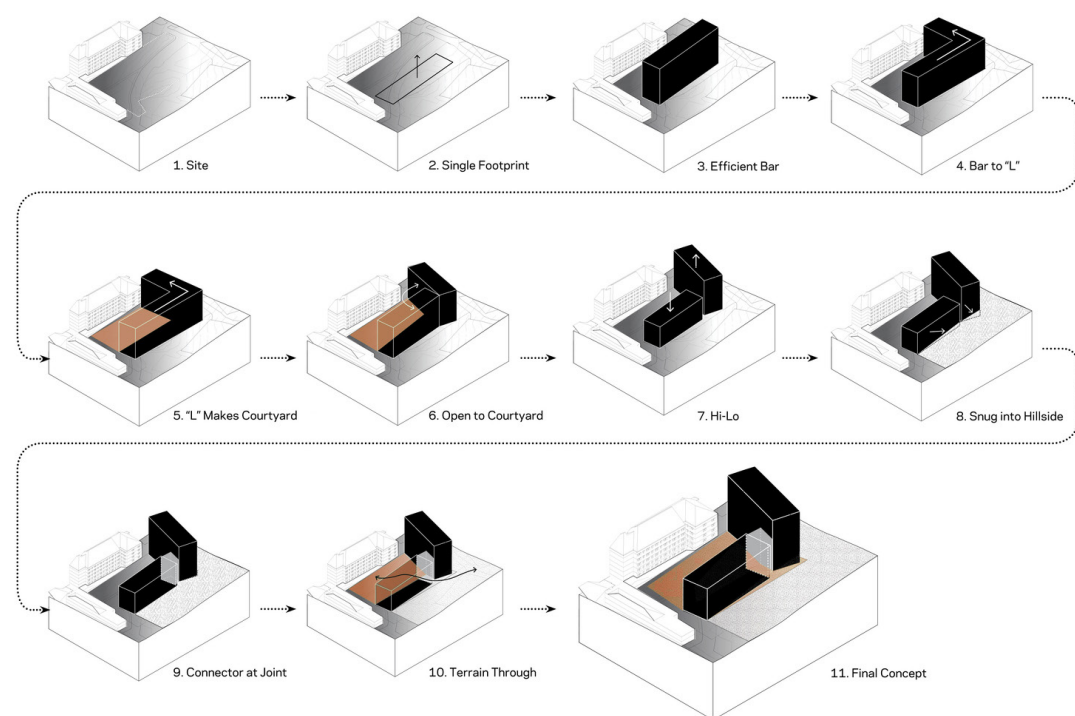 1. Site
2. Single Footprint
3. Efficient Bar
4. Bar to “L”
5. “L” Makes Courtyard
6. Open to Courtyard
7. Hi-Lo
8. Snug into Hillside
9. Connector at Joint
10. Terrain Through
11. Final Concept